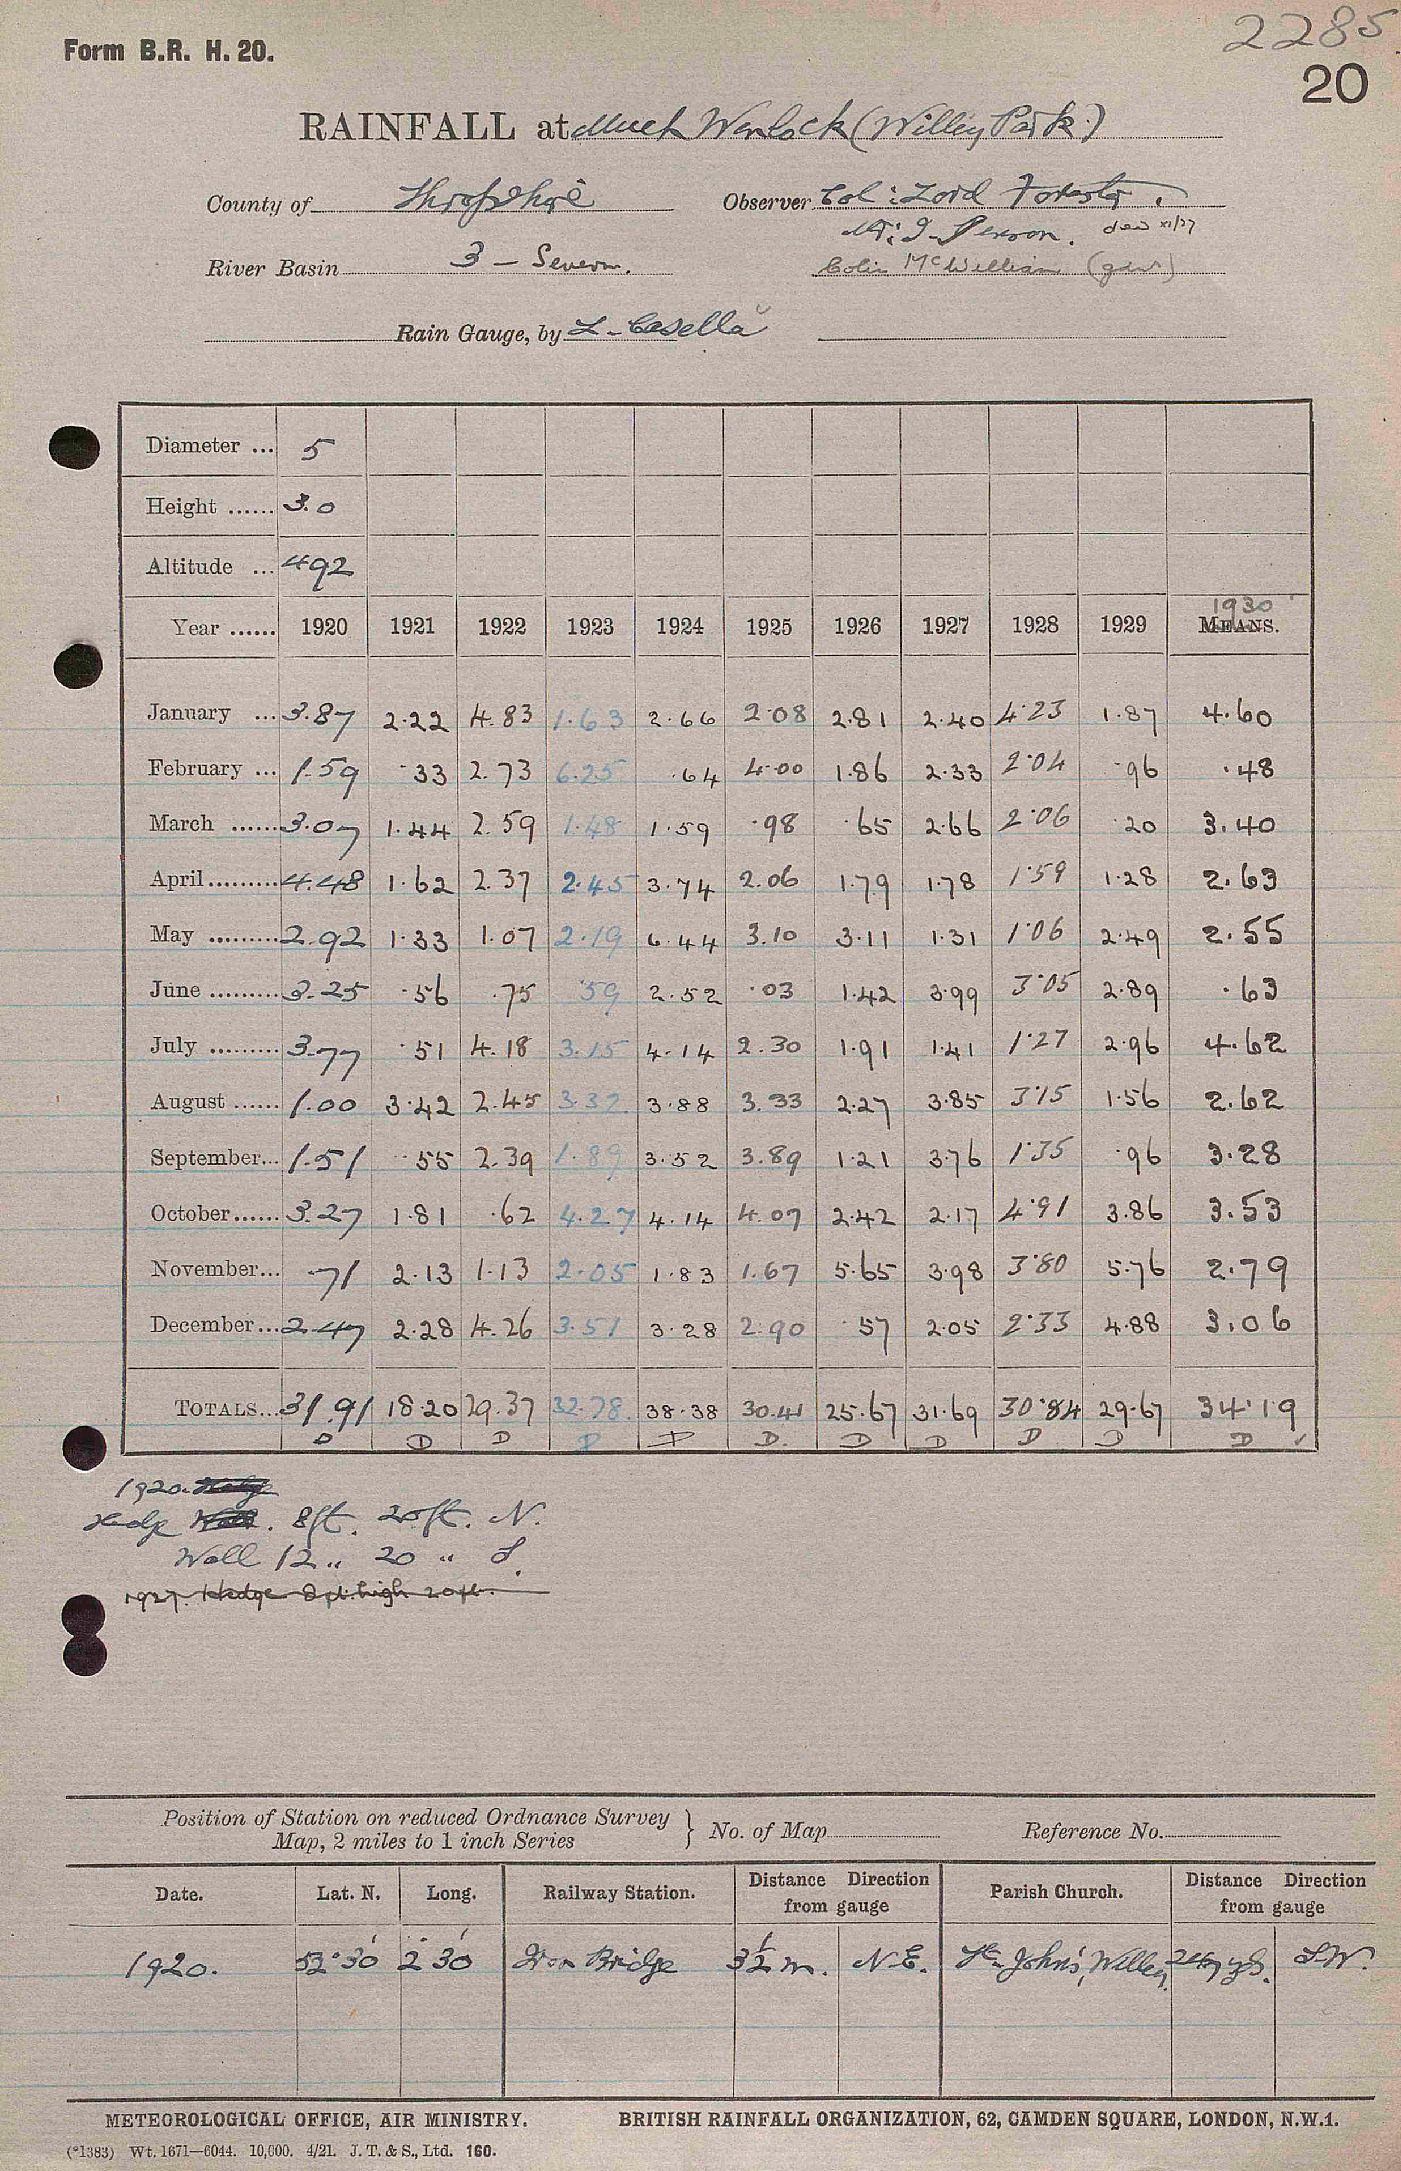 2285
Form B.R. H. 20.
20
RAINFALL at Much Wenlock (Willey Park)
County of Shropshire Observer Col: Lord Forester.
Mr: J. Pearson. dec'd XI/27
River Basin 3 - Severn. Colin McWilliam (gdnr)
Rain Gauge, by L. Casella
Diameter ... 5
Height ...... 3.0
Altitude ... 492
1930
Year ...... 1920 1921 1922 1923 1924 1925 1926 1927 1928 1929 MEANS.
January ... 3.87 2.22 4.83 1.63 2.66 2.08 2.81 2.40 4.23 1.87 4.60
February ... 1.59 .33 2.73 6.25 .64 4.00 1.86 2.33 2.04 .96 .48
March ...... 3.07 1.44 2.59 1.48 1.59 .98 .65 2.66 2.06 .20 3.40
April ......... 4.48 1.62 2.37 2.45 3.74 2.06 1.79 1.78 1.59 1.28 2.63
May ......... 2.92 1.33 1.07 2.19 6.44 3.10 3.11 1.31 1.06 2.49 2.55
June ......... 3.25 .56 .75 .59 2.52 .03 1.42 3.99 3.05 2.89 .63
July ......... 3.77 .51 4.18 3.15 4.14 2.30 1.91 1.41 1.27 2.96 4.62
August ...... 1.00 3.42 2.45 3.32 3.88 3.33 2.27 3.85 3.15 1.56 2.62
September... 1.51 .55 2.39 1.89 3.52 3.89 1.21 3.76 1.35 .96 3.28
October...... 3.27 1.81 .62 4.27 4.14 4.07 2.42 2.17 4.91 3.86 3.53
November... .71 2.13 1.13 2.05 1.83 1.67 5.65 3.98 3.80 5.76 2.79
December... 2.47 2.28 4.26 3.51 3.28 2.90 .57 2.05 2.33 4.88 3.06
TOTALS... 31.91 18.20 29.37 32.78 38.38 30.41 25.67 31.69 30.84 29.67 34.19
D D D D D D D D D D D ✓
1920. Hedge
Hedge Wall. 8ft. 20ft. N.
Wall 12 " 20 " S.
1927. Hedge 8 ft. high 20 ft.
Position of Station on reduced Ordnance Survey
Map, 2 miles to 1 inch Series } No. of Map Reference No.
Date. Lat. N. Long. Railway Station. Distance Direction from gauge Parish Church. Distance Direction from gauge
1920. 52° 30' 2° 30' Iron Bridge 3½ m. N.E. St. John's, Willey yds. S.W.
METEOROLOGICAL OFFICE, AIR MINISTRY. BRITISH RAINFALL ORGANIZATION, 62, CAMDEN SQUARE, LONDON, N.W.1.
(*1383) Wt. 1671—6044. 10,000. 4/21. J. T. & S., Ltd. 160.